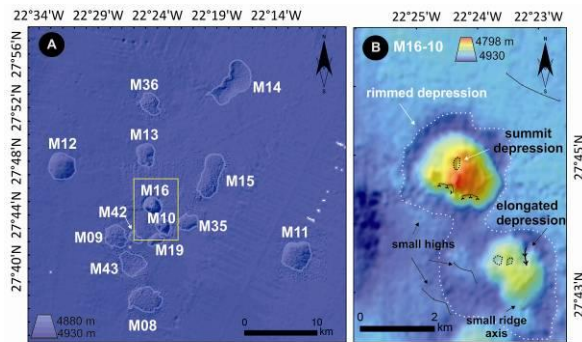 22°34'W 22°29'W 22°24'W 22°19'W 22°14'W
27°56'N
27°52'N
27°48'N
27°44'N
27°40'N
A
N
M36
M14
M13
M12
M16
M15
M42
M10
M35
M09
M19
M11
M43
M08
4880 m
4930 m
0 10
km
22°25'W 22°24'W 22°23'W
B M16-10
4798 m
4930
N
rimmed depression
summit
depression
27°45'N
elongated
depression
small highs
27°43'N
small ridge
axis
0 2
km